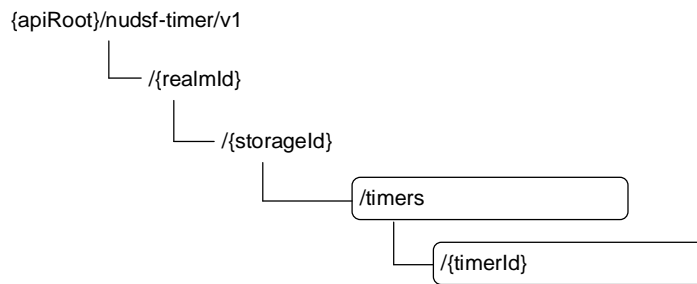 {apiRoot}/nudsf-timer/v1
/{realmId}
/{storageId}
/timers
/{timerId}